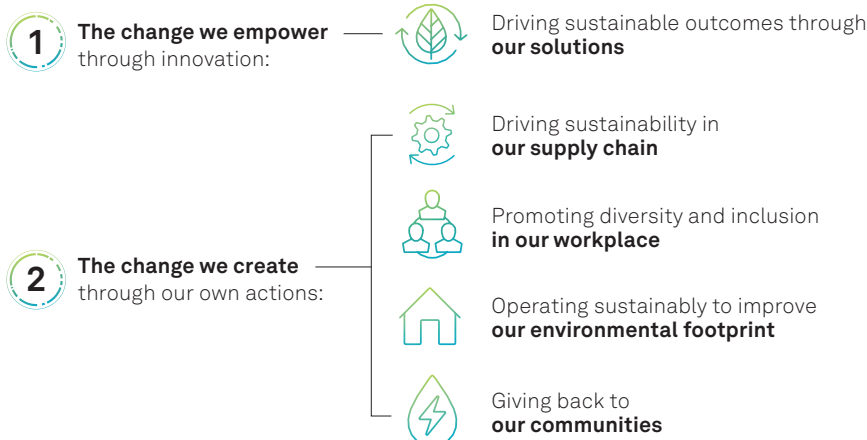 1
The change we empower
through innovation:
Driving sustainable outcomes through
our solutions
2
The change we create
through our own actions:
Driving sustainability in
our supply chain
Promoting diversity and inclusion
in our workplace
Operating sustainably to improve
our environmental footprint
Giving back to
our communities